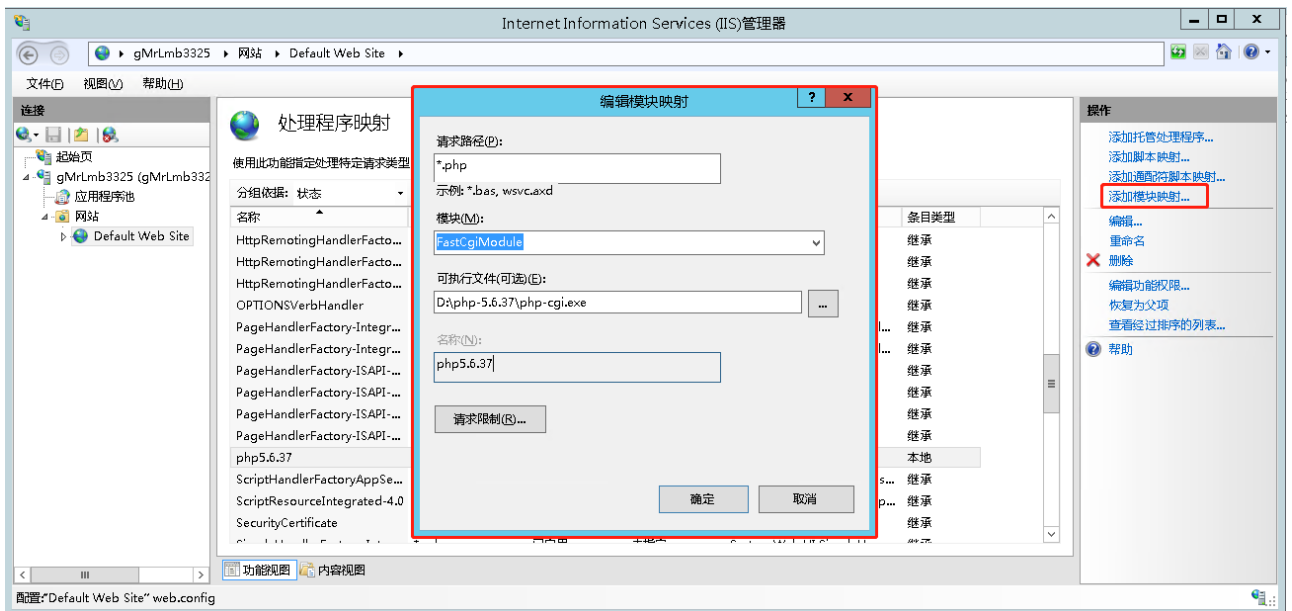 Internet Information Services (IIS)管理器
gMrLmb3325 网站 Default Web Site
文件(F) 视图(V) 帮助(H)
连接
起始页
gMrLmb3325 (gMrLmb332
应用程序池
网站
Default Web Site
处理程序映射
使用此功能指定处理特定请求类型
分组依据: 状态
名称
条目类型
HttpRemotingHandlerFacto... 继承
HttpRemotingHandlerFacto... 继承
HttpRemotingHandlerFacto... 继承
OPTIONSVerbHandler 继承
PageHandlerFactory-Integr... l... 继承
PageHandlerFactory-Integr... l... 继承
PageHandlerFactory-ISAPI-... 继承
PageHandlerFactory-ISAPI-... 继承
PageHandlerFactory-ISAPI-... 继承
PageHandlerFactory-ISAPI-... 继承
php5.6.37 本地
ScriptHandlerFactoryAppSe... s... 继承
ScriptResourceIntegrated-4.0 p... 继承
SecurityCertificate 继承
功能视图 内容视图
编辑模块映射
请求路径(P):
*.php
示例: *.bas, wsvc.axd
模块(M):
FastCgiModule
可执行文件(可选)(E):
D:\php-5.6.37\php-cgi.exe
...
名称(N):
php5.6.37
请求限制(R)...
确定 取消
操作
添加托管处理程序...
添加脚本映射...
添加通配符脚本映射...
添加模块映射...
编辑...
重命名
删除
编辑功能权限...
恢复为父项
查看经过排序的列表...
帮助
配置:"Default Web Site" web.config